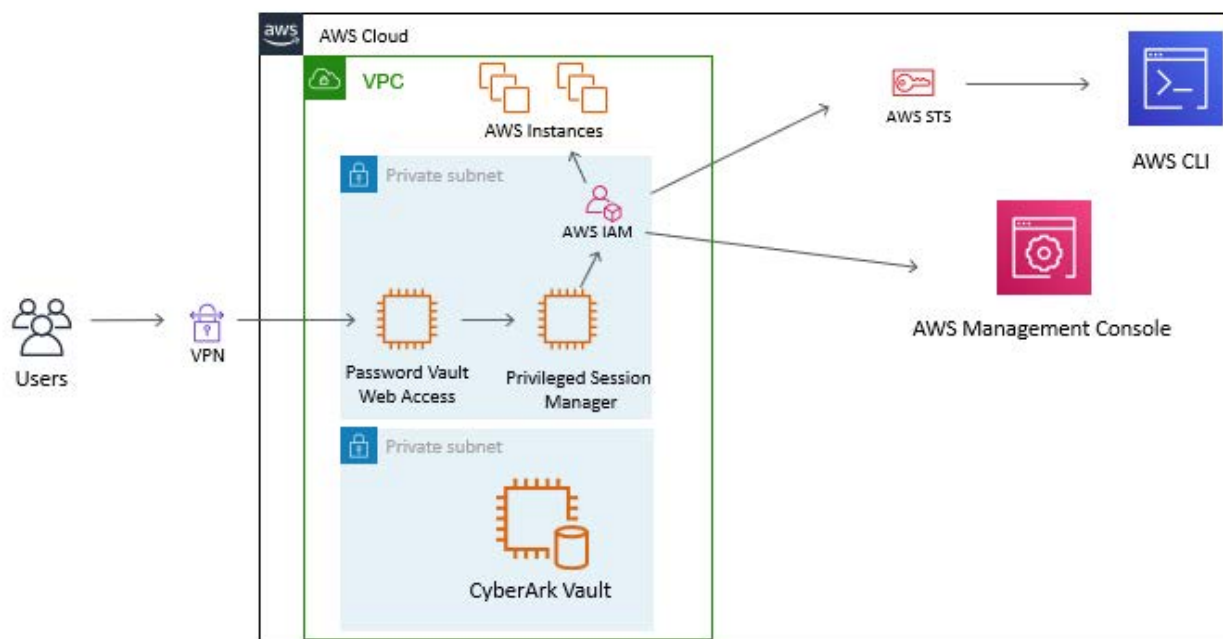 aws
AWS Cloud
VPC
AWS Instances
Private subnet
AWS IAM
AWS STS
AWS CLI
AWS Management Console
Users
VPN
Password Vault
Web Access
Privileged Session
Manager
Private subnet
CyberArk Vault